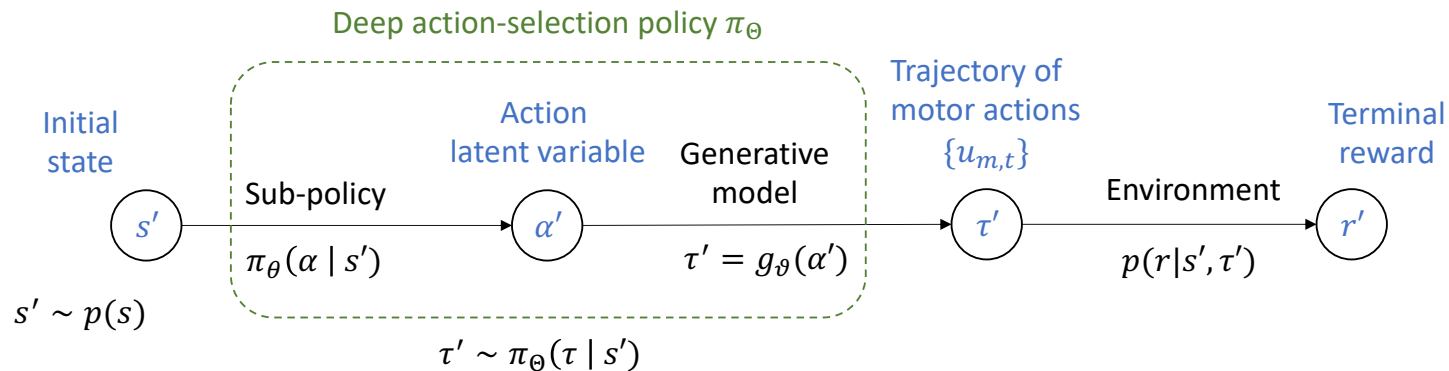 Deep action-selection policy π_Θ
Initial
state
Action
latent variable
Trajectory of
motor actions
{u_{m,t}}
Terminal
reward
Sub-policy
Generative
model
Environment
s′
α′
τ′
r′
π_θ(α | s′)
τ′ = g_ϑ(α′)
p(r|s′, τ′)
s′ ~ p(s)
τ′ ~ π_Θ(τ | s′)